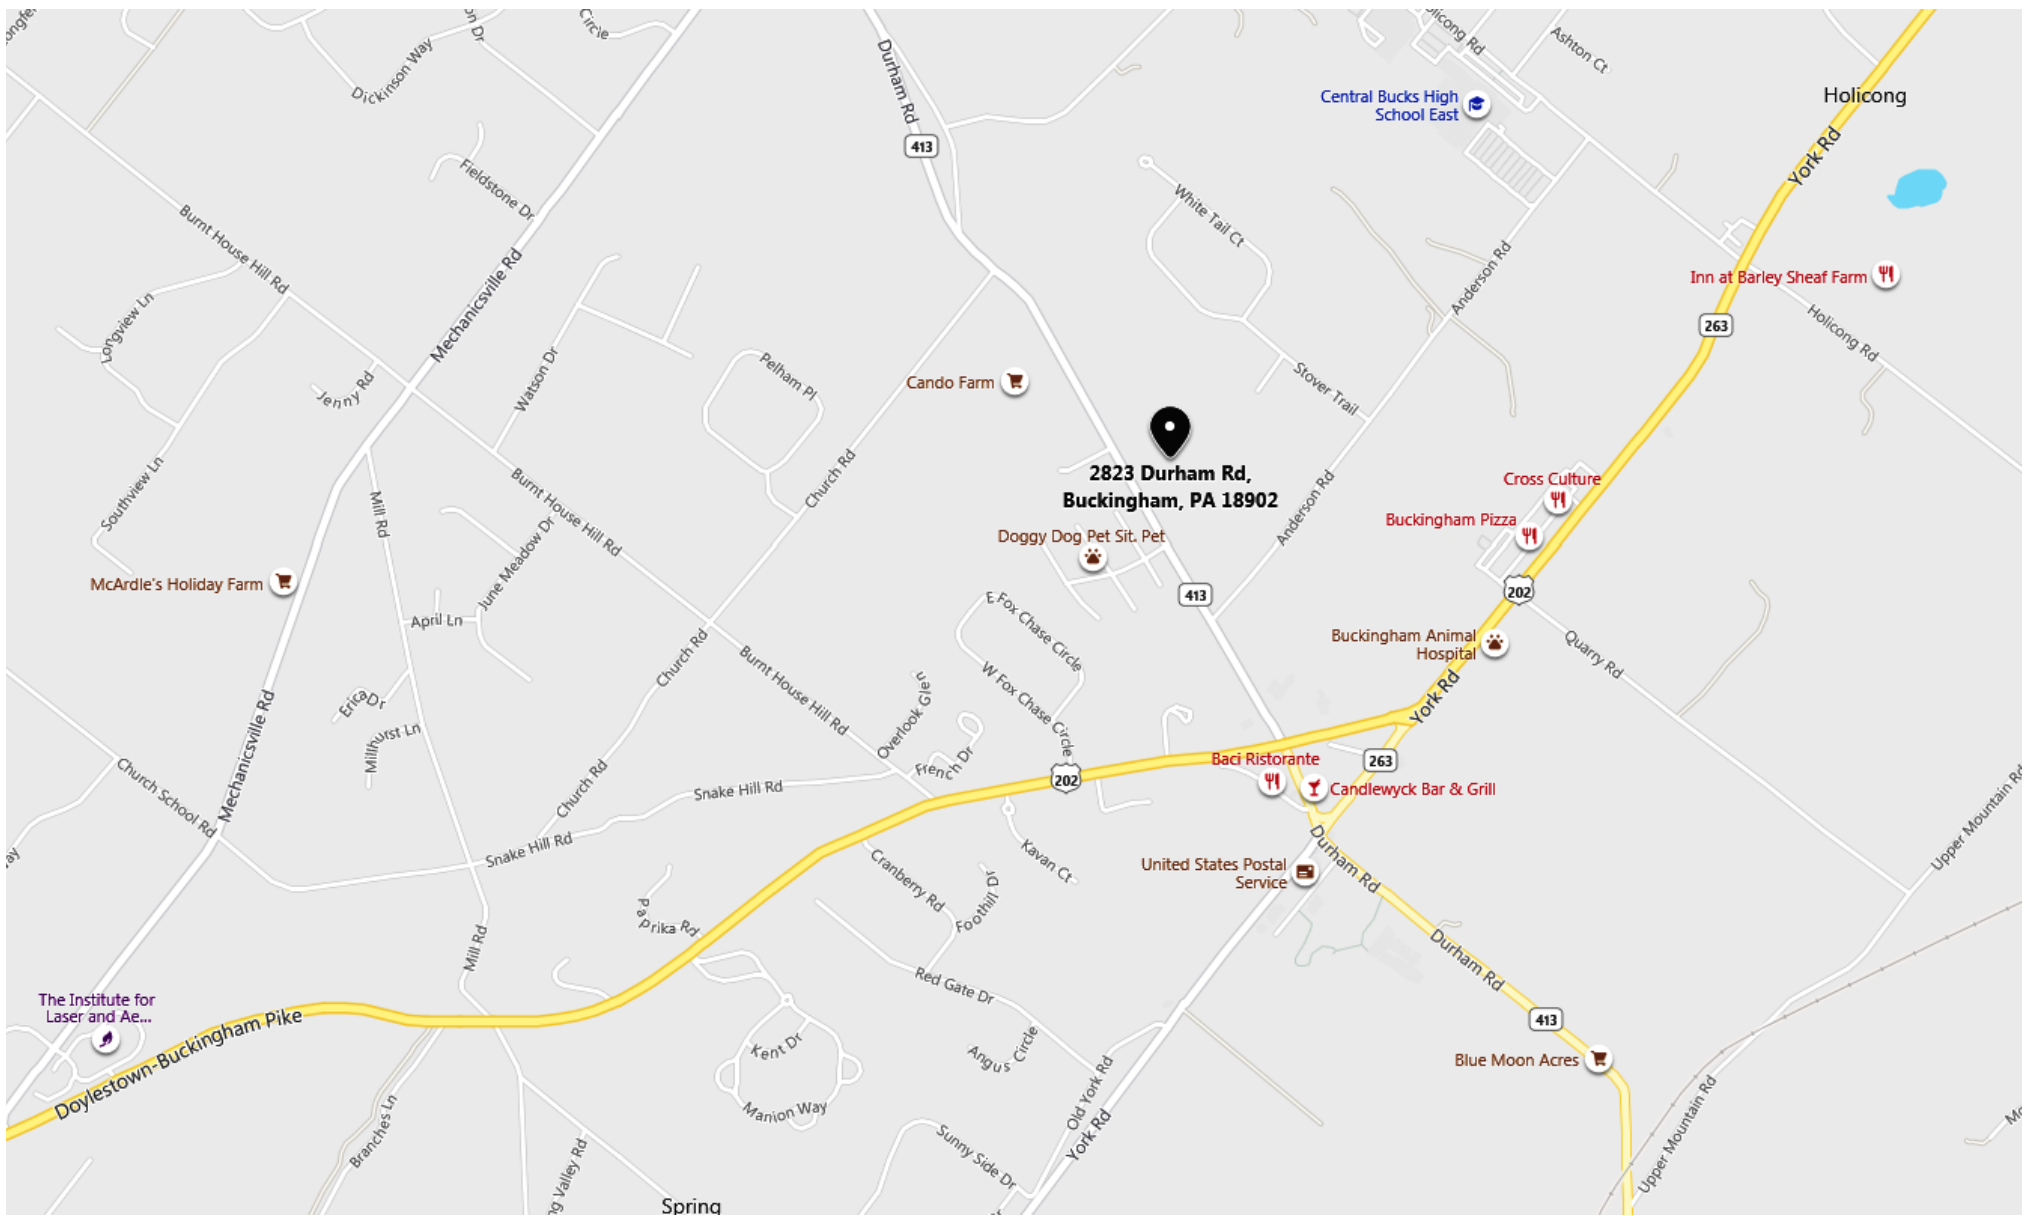 Dickinson Way
Circle
Durham Rd
413
Ashton Ct
Holicong
Central Bucks High
School East
York Rd
Fieldstone Dr
White Tail Ct
Burnt House Hill Rd
Mechanicsville Rd
Anderson Rd
Inn at Barley Sheaf Farm
Longview Ln
263
Holicong Rd
Jenny Rd
Watson Dr
Pelham Pl
Cando Farm
Stover Trail
2823 Durham Rd,
Buckingham, PA 18902
Southview Ln
Mill Rd
Burnt House Hill Rd
Church Rd
Anderson Rd
Cross Culture
Buckingham Pizza
Doggy Dog Pet Sit. Pet
June Meadow Dr
McArdle's Holiday Farm
413
202
April Ln
E Fox Chase Circle
Buckingham Animal
Hospital
Quarry Rd
Church Rd
Burnt House Hill Rd
W Fox Chase Circle
Overlook Glen
Erica Dr
Millhurst Ln
York Rd
Mechanicsville Rd
French Dr
202
Baci Ristorante
263
Candlewyck Bar & Grill
Church School Rd
Church Rd
Snake Hill Rd
Snake Hill Rd
Upper Mountain Rd
Kavan Ct
Durham Rd
United States Postal
Service
Cranberry Rd
Foothill Dr
Paprika Rd
Mill Rd
Durham Rd
Red Gate Dr
The Institute for
Laser and Ae...
Doylestown-Buckingham Pike
413
Kent Dr
Angus Circle
Blue Moon Acres
Old York Rd
Manion Way
York Rd
Branches Ln
Sunny Side Dr
Upper Mountain Rd
Spring